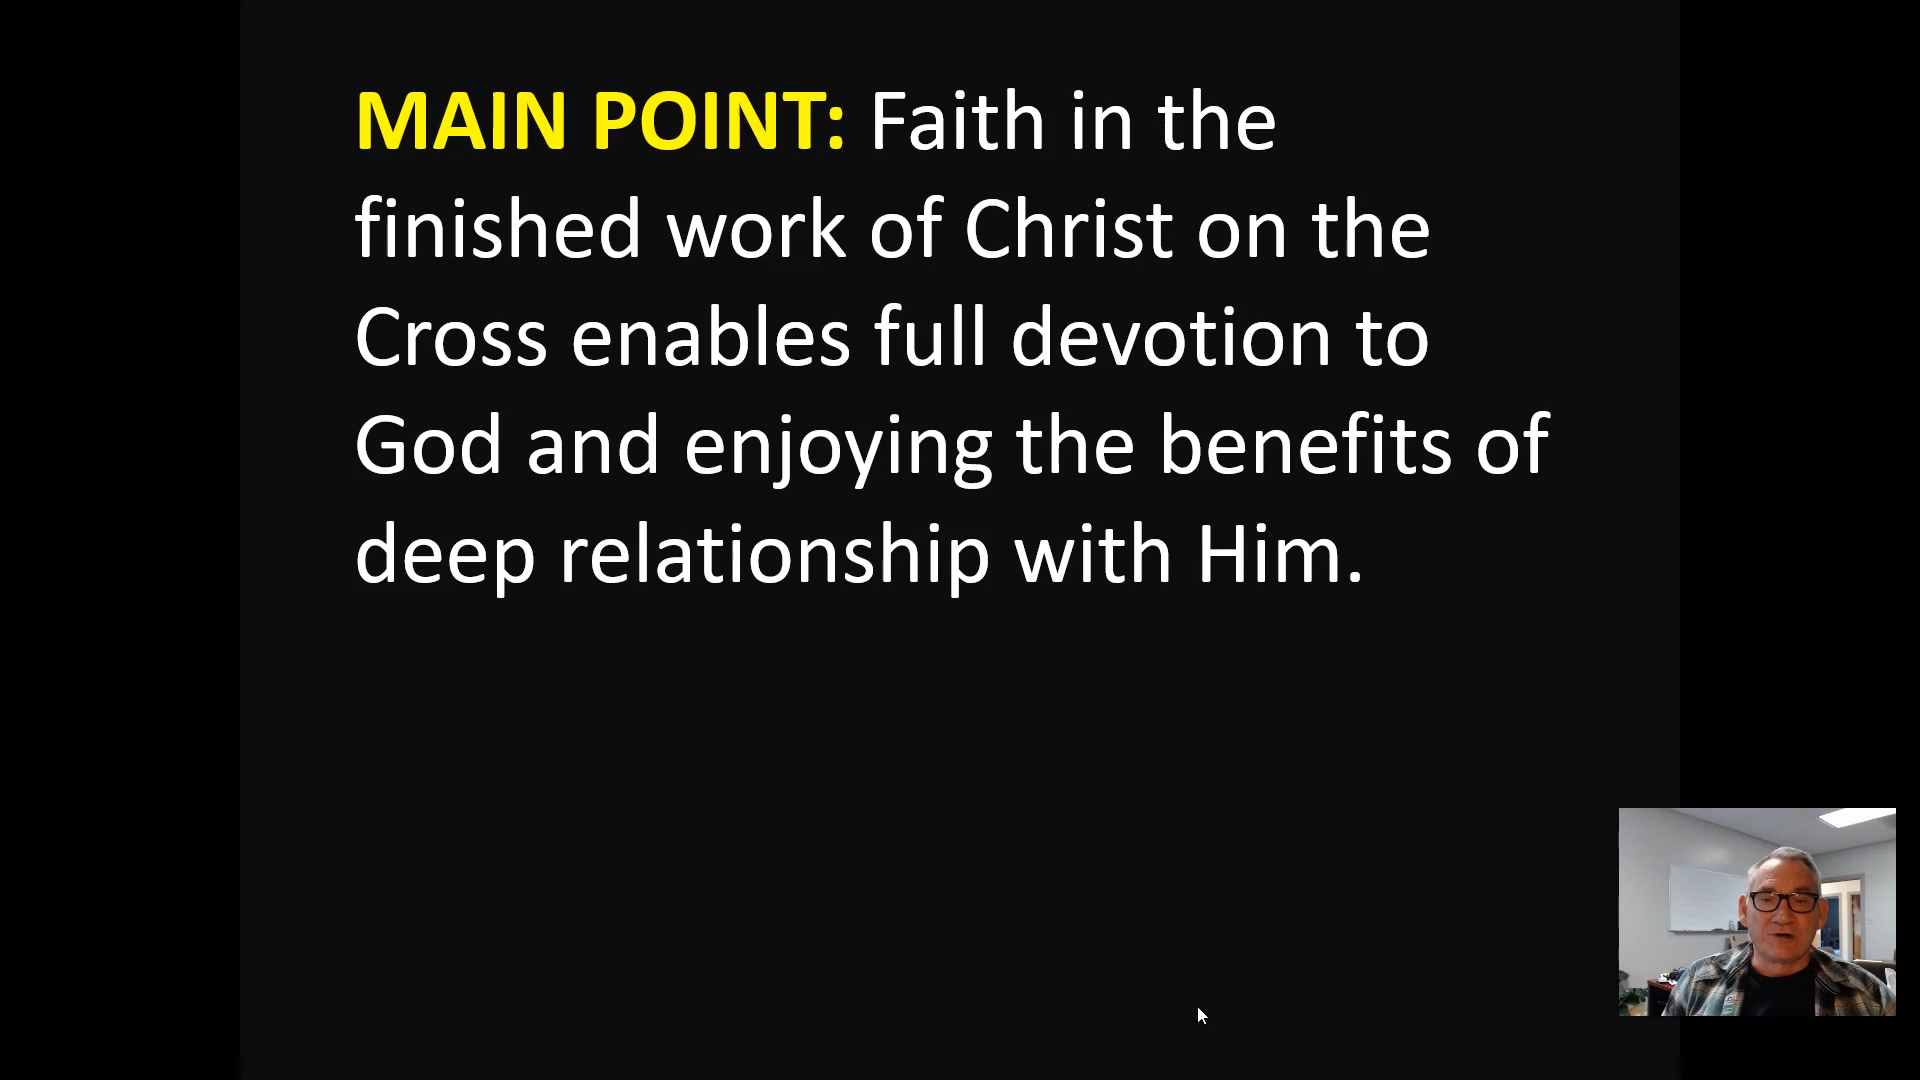 MAIN POINT: Faith in the
finished work of Christ on the
Cross enables full devotion to
God and enjoying the benefits of
deep relationship with Him.